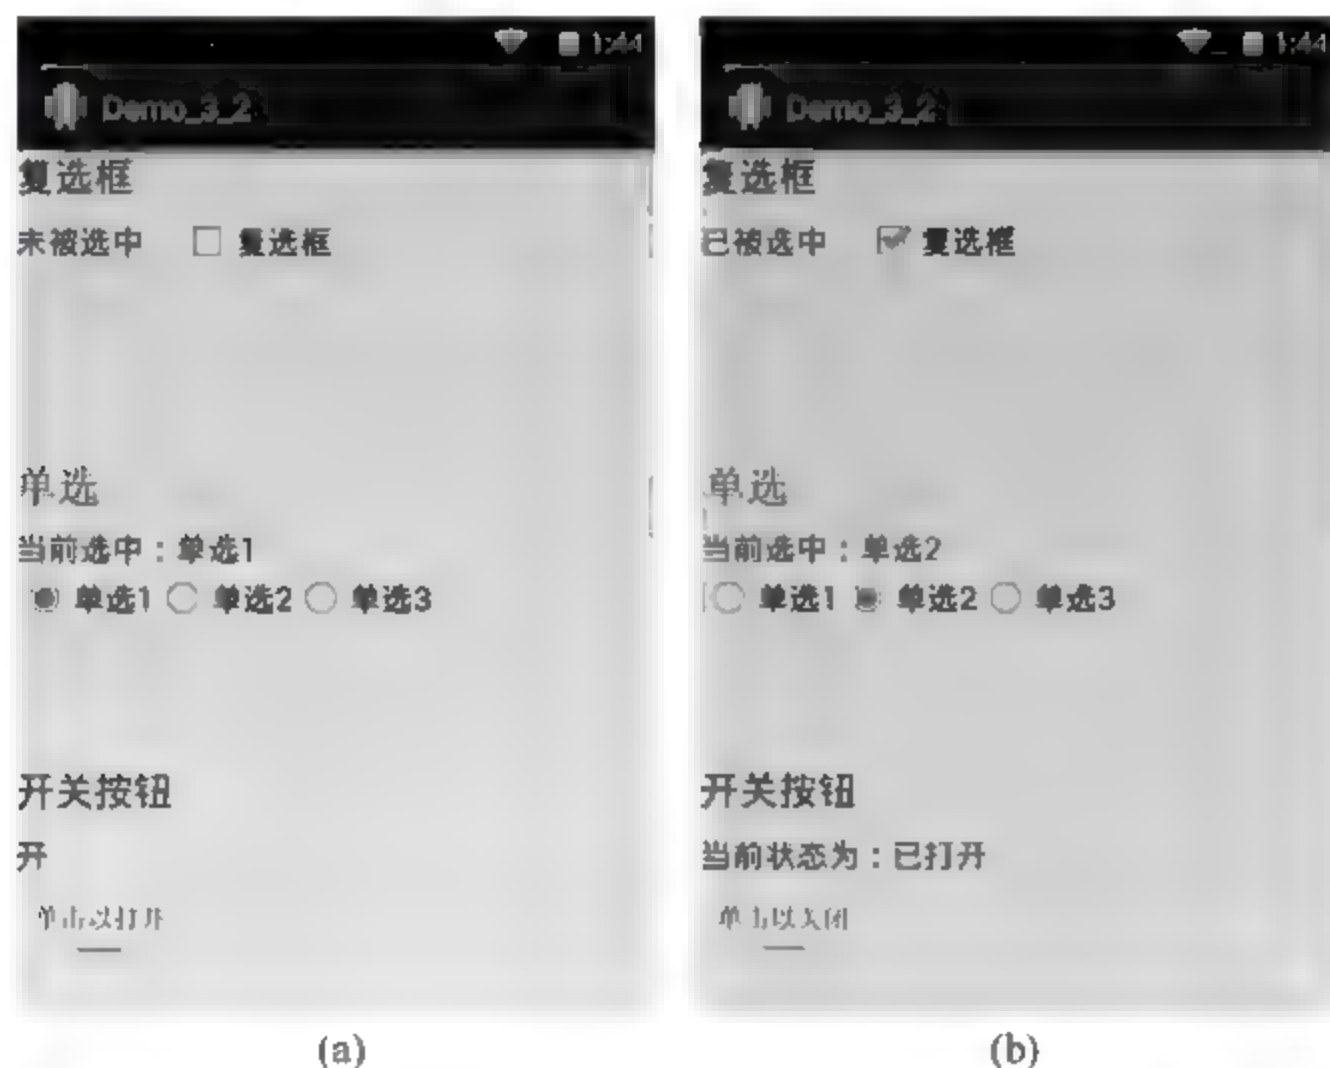 1:44
Demo_3_2
复选框
未被选中 复选框
单选
当前选中：单选1
单选1 单选2 单选3
开关按钮
开
单击以打开
(a)
1:44
Demo_3_2
复选框
已被选中 复选框
单选
当前选中：单选2
单选1 单选2 单选3
开关按钮
当前状态为：已打开
单击以关闭
(b)